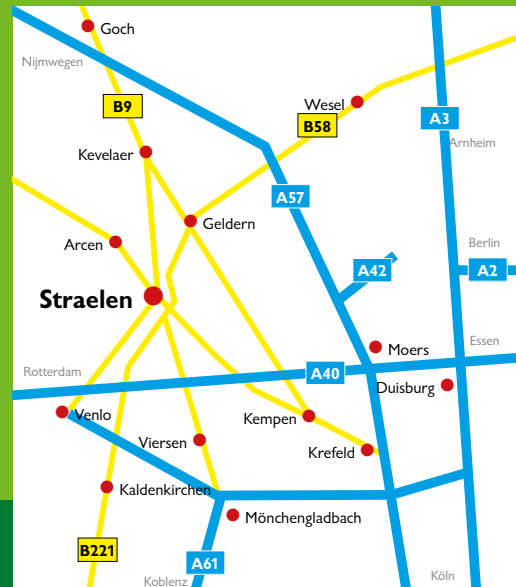 Goch
Nijmwegen
Wesel
B9
B58
A3
Arnheim
Kevelaer
A57
Geldern
Arcen
Berlin
A42
A2
Straelen
Essen
Moers
Rotterdam
A40
Duisburg
Venlo
Kempen
Viersen
Krefeld
Kaldenkirchen
Mönchengladbach
B221
A61
Koblenz
Köln